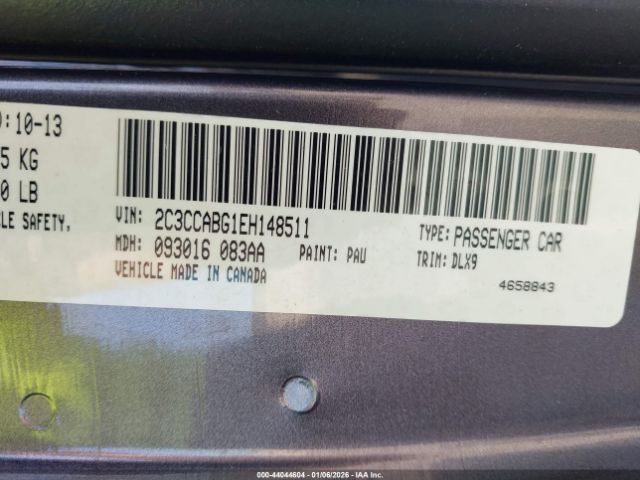 : 10-13
5 KG
0 LB
CLE SAFETY,
VIN: 2C3CCABG1EH148511
TYPE: PASSENGER CAR
MDH: 093016 083AA
PAINT: PAU
TRIM: DLX9
VEHICLE MADE IN CANADA
4658843
000-44044604 - 01/06/2026 - © IAA Inc.